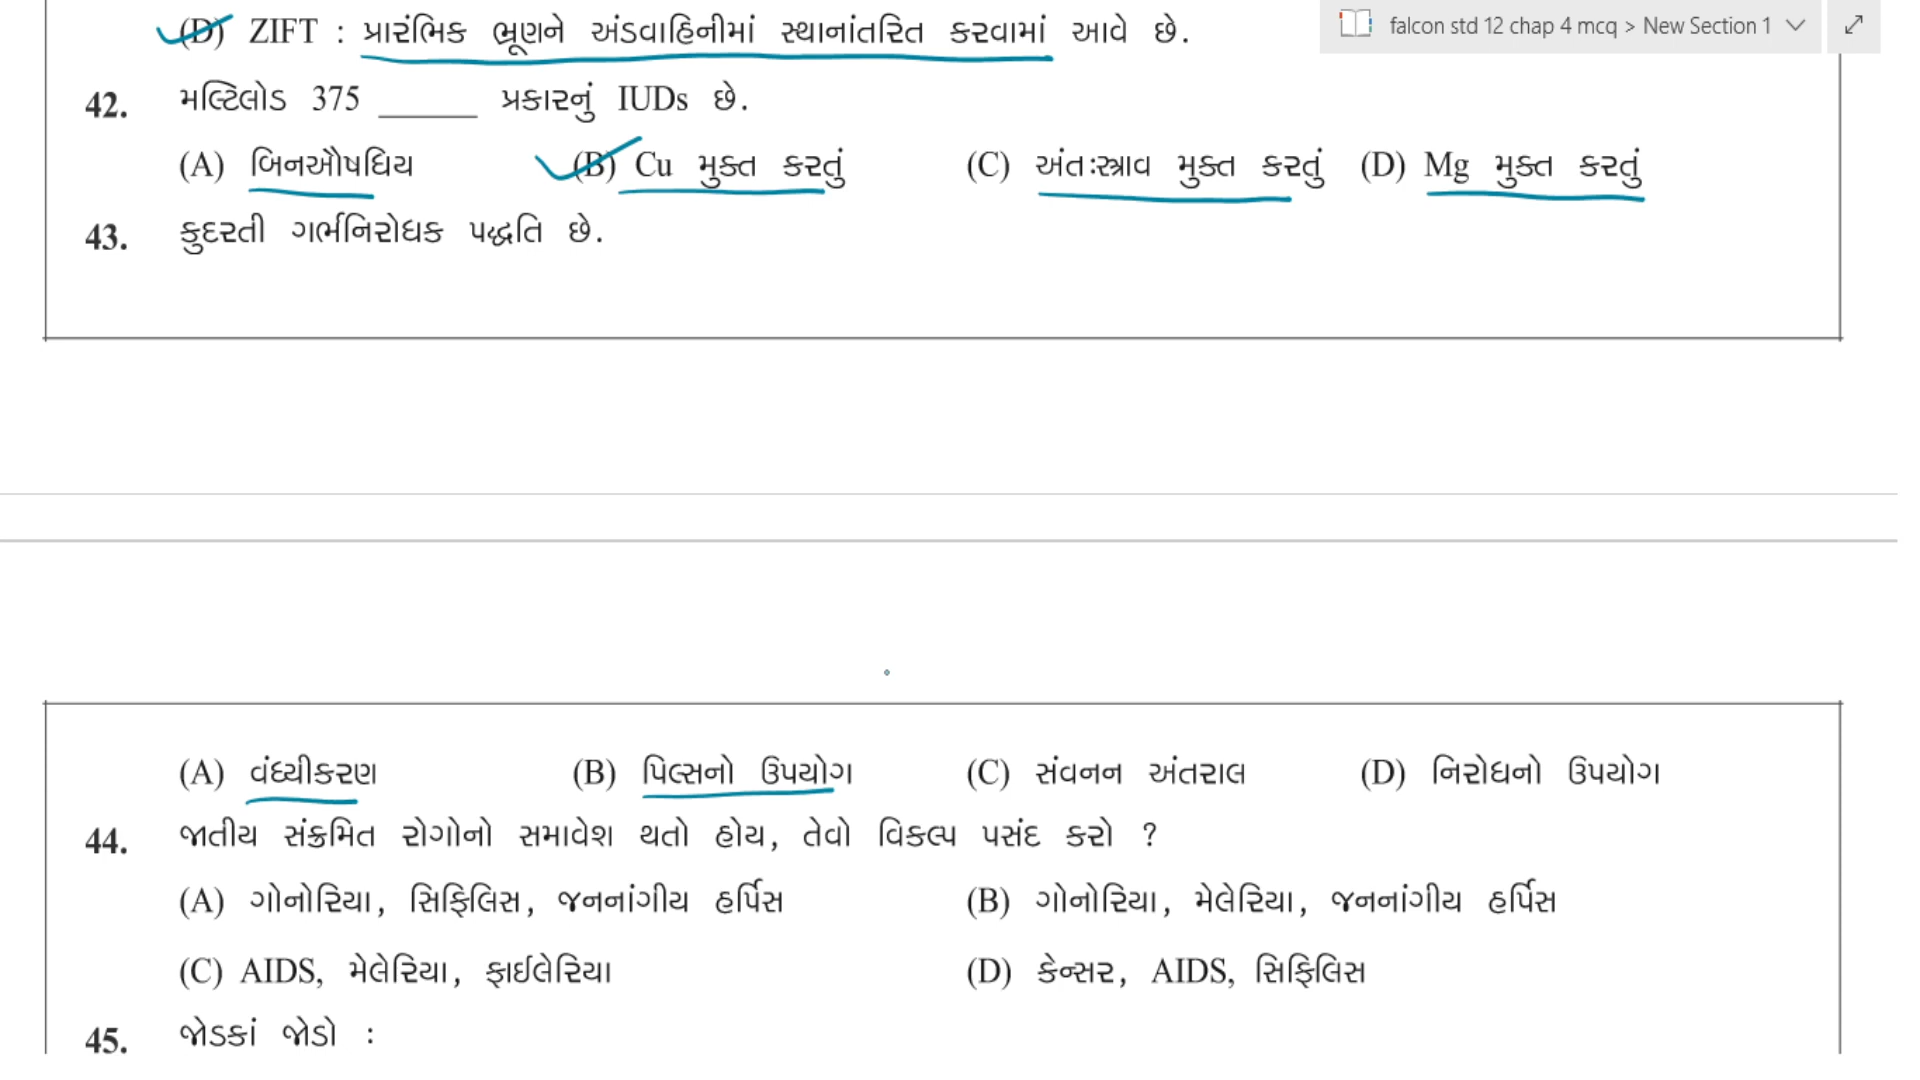 (D) ZIFT : પ્રારંભિક ભ્રૂણને અંડવાહિનીમાં સ્થાનાંતરિત કરવામાં આવે છે.
falcon std 12 chap 4 mcq > New Section 1
42. મલ્ટિલોડ 375 ______ પ્રકારનું IUDs છે.
(A) બિનઔષધિય (B) Cu મુક્ત કરતું (C) અંતઃસ્ત્રાવ મુક્ત કરતું (D) Mg મુક્ત કરતું
43. કુદરતી ગર્ભનિરોધક પદ્ધતિ છે.
(A) વંધ્યીકરણ (B) પિલ્સનો ઉપયોગ (C) સંવનન અંતરાલ (D) નિરોધનો ઉપયોગ
44. જાતીય સંક્રમિત રોગોનો સમાવેશ થતો હોય, તેવો વિકલ્પ પસંદ કરો ?
(A) ગોનોરિયા, સિફિલિસ, જનનાંગીય હર્પિસ (B) ગોનોરિયા, મેલેરિયા, જનનાંગીય હર્પિસ
(C) AIDS, મેલેરિયા, ફાઈલેરિયા (D) કેન્સર, AIDS, સિફિલિસ
45. જોડકાં જોડો :